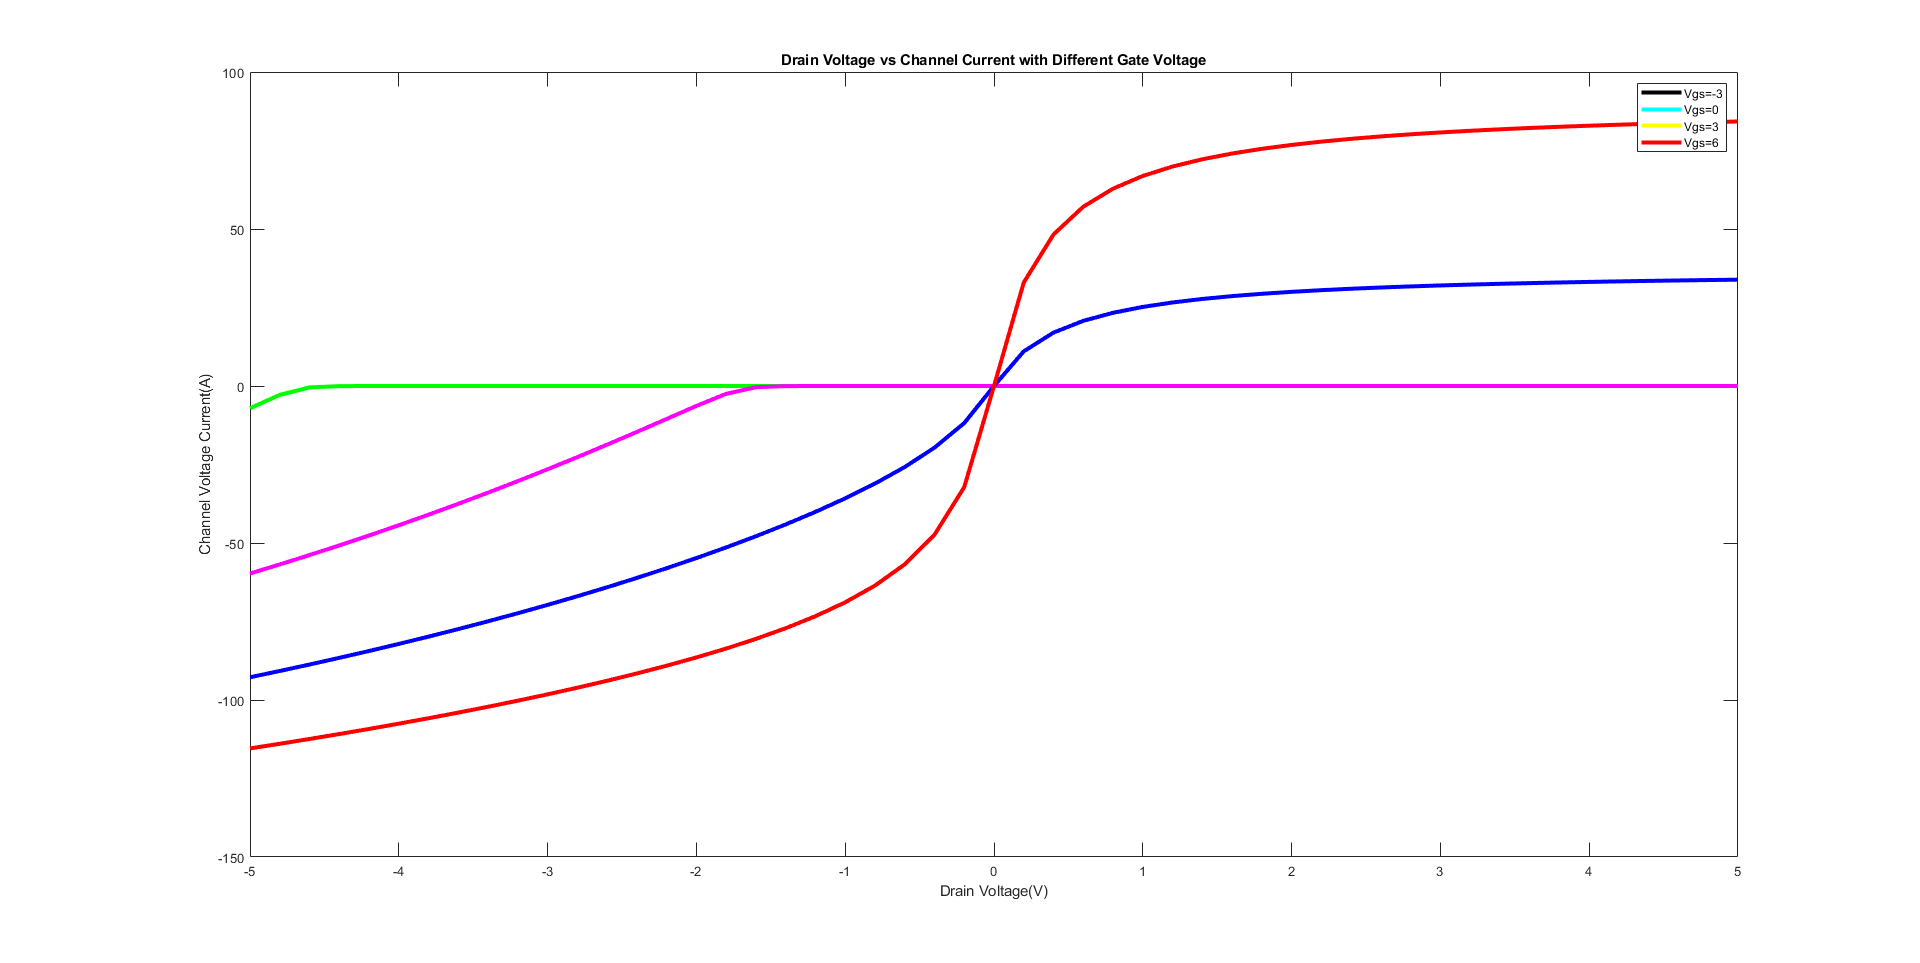 Drain Voltage vs Channel Current with Different Gate Voltage
100
50
0
-50
-100
-150
Channel Voltage Current(A)
Vgs=-3
Vgs=0
Vgs=3
Vgs=6
-5
-4
-3
-2
-1
0
1
2
3
4
5
Drain Voltage(V)